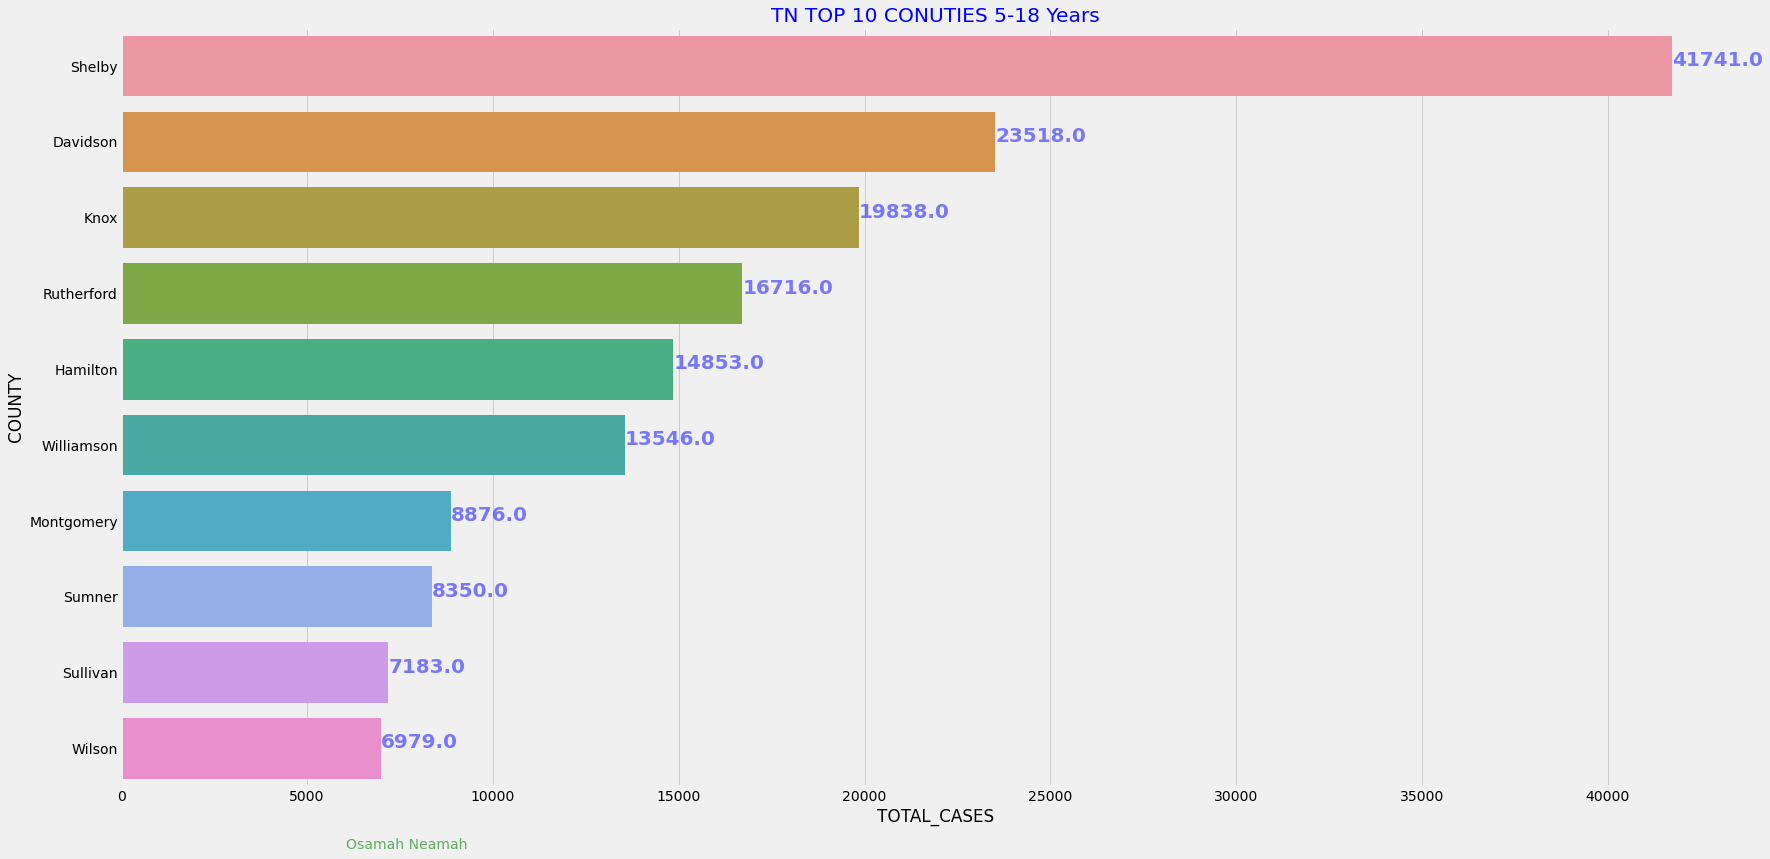 TN TOP 10 CONUTIES 5-18 Years
COUNTY
Shelby 41741.0
Davidson 23518.0
Knox 19838.0
Rutherford 16716.0
Hamilton 14853.0
Williamson 13546.0
Montgomery 8876.0
Sumner 8350.0
Sullivan 7183.0
Wilson 6979.0
0 5000 10000 15000 20000 25000 30000 35000 40000
TOTAL_CASES
Osamah Neamah